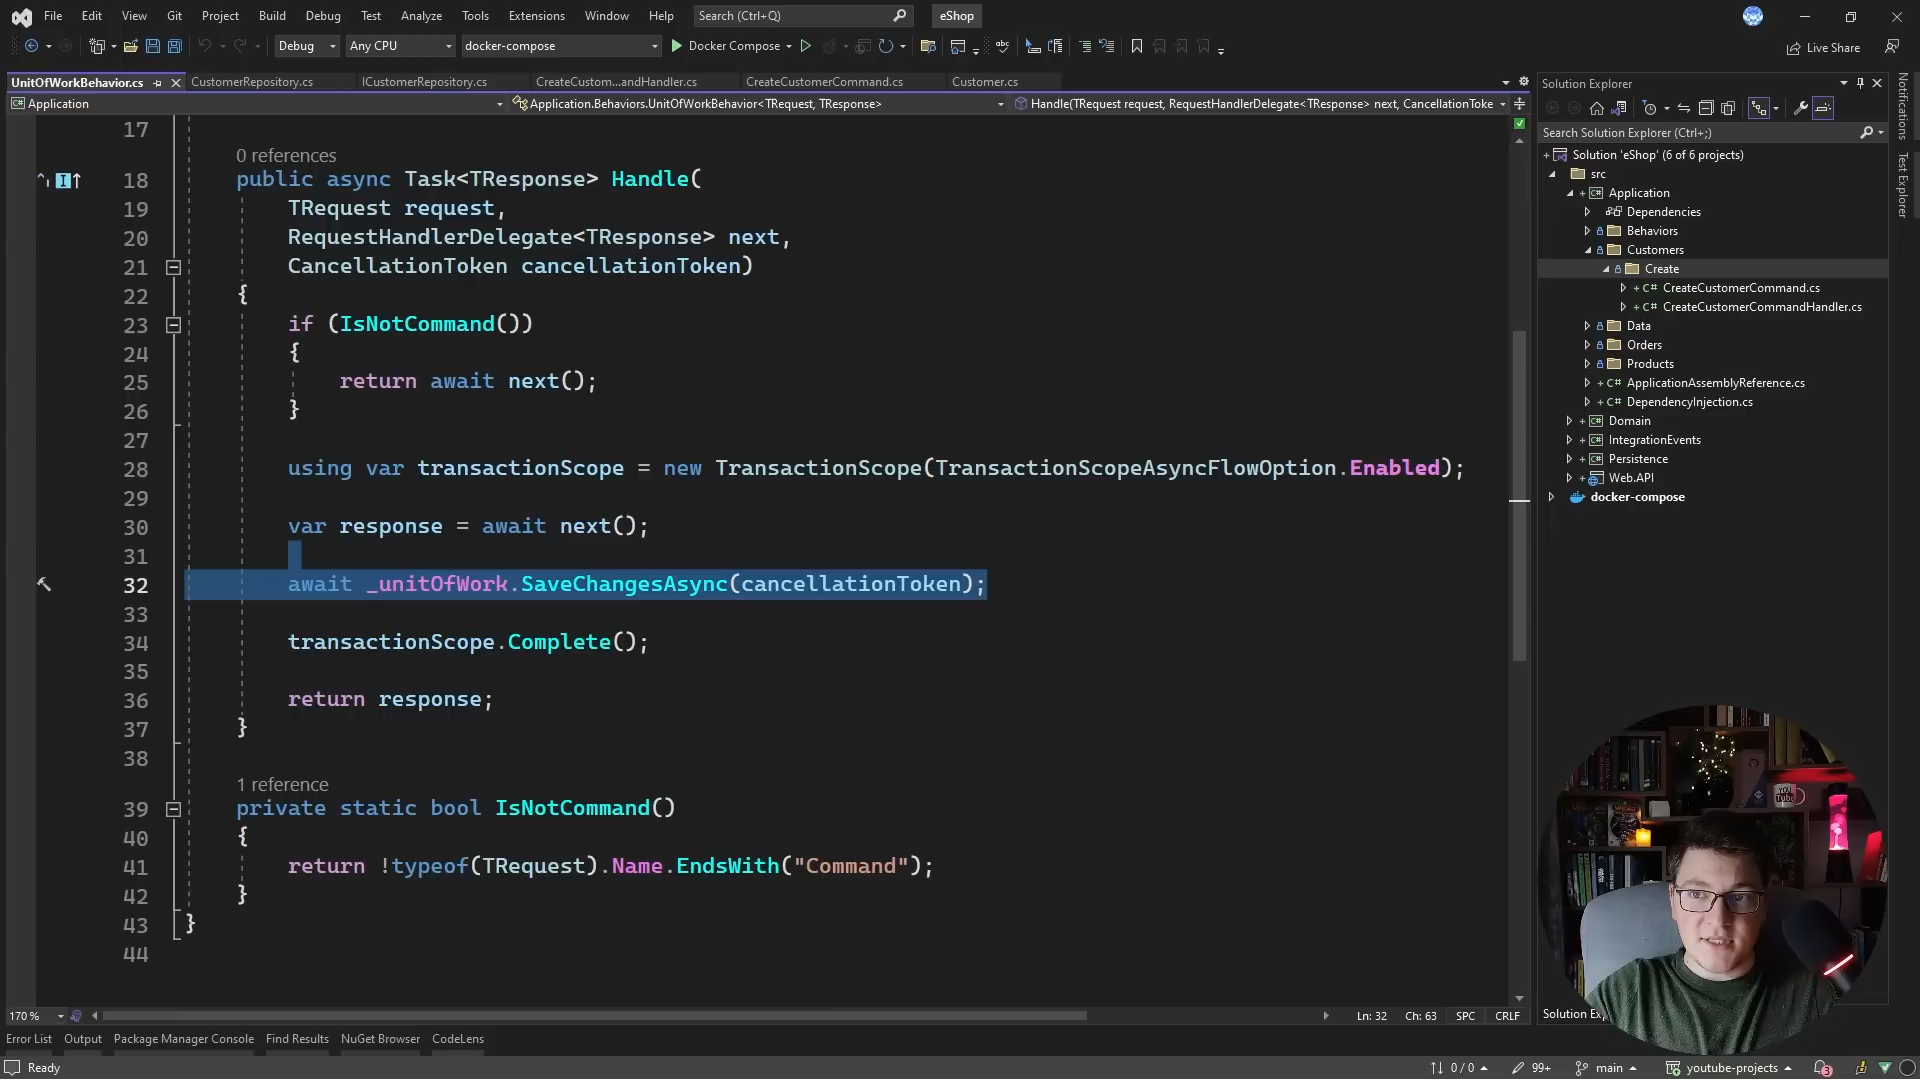 File Edit View Git Project Build Debug Test Analyze Tools Extensions Window Help Search (Ctrl+Q) eShop
Debug Any CPU docker-compose Docker Compose Live Share
UnitOfWorkBehavior.cs CustomerRepository.cs ICustomerRepository.cs CreateCustom...andHandler.cs CreateCustomerCommand.cs Customer.cs
Application Application.Behaviors.UnitOfWorkBehavior<TRequest, TResponse> Handle(TRequest request, RequestHandlerDelegate<TResponse> next, CancellationToke
17
0 references
18 public async Task<TResponse> Handle(
19 TRequest request,
20 RequestHandlerDelegate<TResponse> next,
21 CancellationToken cancellationToken)
22 {
23 if (IsNotCommand())
24 {
25 return await next();
26 }
27
28 using var transactionScope = new TransactionScope(TransactionScopeAsyncFlowOption.Enabled);
29
30 var response = await next();
31
32 await _unitOfWork.SaveChangesAsync(cancellationToken);
33
34 transactionScope.Complete();
35
36 return response;
37 }
38
1 reference
39 private static bool IsNotCommand()
40 {
41 return !typeof(TRequest).Name.EndsWith("Command");
42 }
43 }
44
170 % Ln: 32 Ch: 63 SPC CRLF
Solution Explorer
Search Solution Explorer (Ctrl+;)
Solution 'eShop' (6 of 6 projects)
src
Application
Dependencies
Behaviors
Customers
Create
C# CreateCustomerCommand.cs
C# CreateCustomerCommandHandler.cs
Data
Orders
Products
C# ApplicationAssemblyReference.cs
C# DependencyInjection.cs
Domain
IntegrationEvents
Persistence
Web.API
docker-compose
Notifications
Test Explorer
Solution Ex
Error List Output Package Manager Console Find Results NuGet Browser CodeLens
Ready 0 / 0 99+ main youtube-projects 3